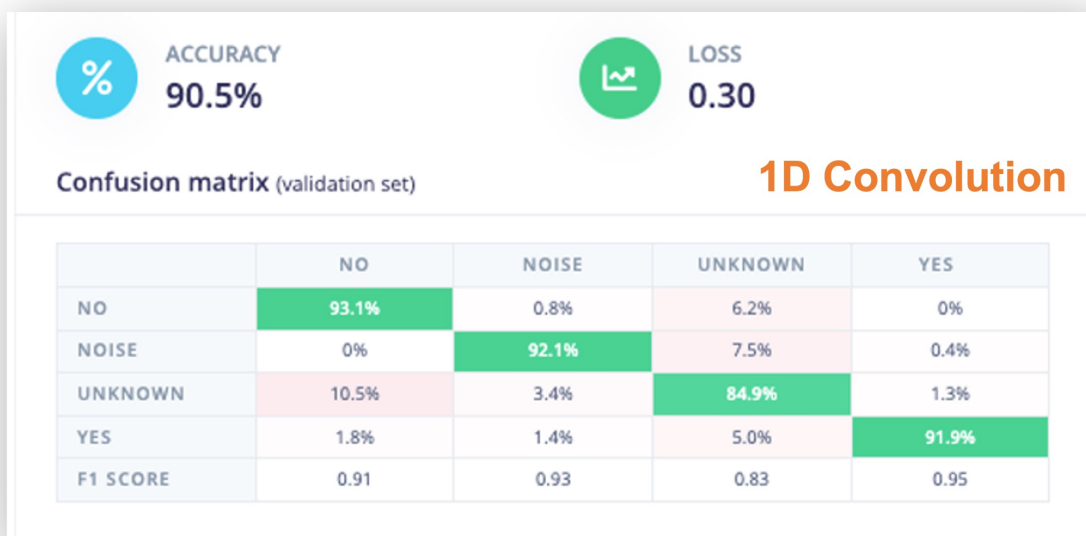 % ACCURACY
90.5%
LOSS
0.30
Confusion matrix (validation set)
1D Convolution
NO NOISE UNKNOWN YES
NO 93.1% 0.8% 6.2% 0%
NOISE 0% 92.1% 7.5% 0.4%
UNKNOWN 10.5% 3.4% 84.9% 1.3%
YES 1.8% 1.4% 5.0% 91.9%
F1 SCORE 0.91 0.93 0.83 0.95